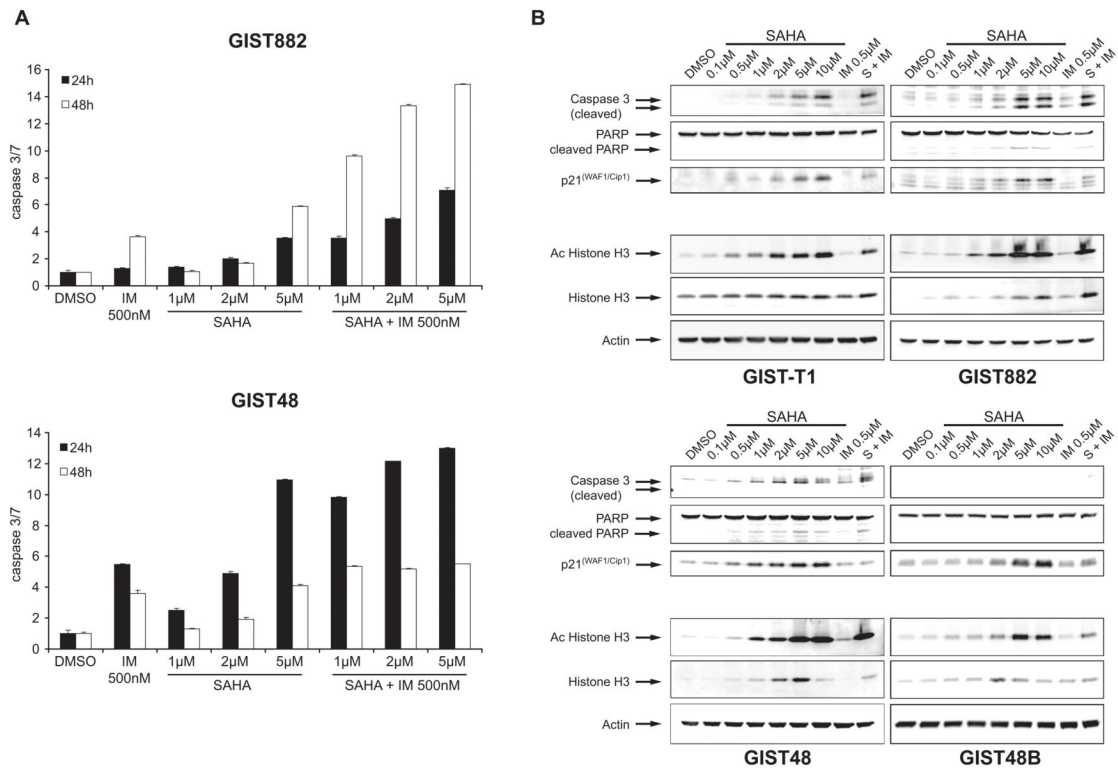 A
GIST882
24h
48h
caspase 3/7
16
14
12
10
8
6
4
2
0
DMSO IM 500nM 1µM 2µM 5µM 1µM 2µM 5µM
SAHA SAHA + IM 500nM
GIST48
24h
48h
caspase 3/7
14
12
10
8
6
4
2
0
DMSO IM 500nM 1µM 2µM 5µM 1µM 2µM 5µM
SAHA SAHA + IM 500nM
B
SAHA SAHA
DMSO 0.1µM 0.5µM 1µM 2µM 5µM 10µM IM 0.5µM S + IM DMSO 0.1µM 0.5µM 1µM 2µM 5µM 10µM IM 0.5µM S + IM
Caspase 3
(cleaved)
PARP
cleaved PARP
p21(WAF1/Cip1)
Ac Histone H3
Histone H3
Actin
GIST-T1 GIST882
SAHA SAHA
DMSO 0.1µM 0.5µM 1µM 2µM 5µM 10µM IM 0.5µM S + IM DMSO 0.1µM 0.5µM 1µM 2µM 5µM 10µM IM 0.5µM S + IM
Caspase 3
(cleaved)
PARP
cleaved PARP
p21(WAF1/Cip1)
Ac Histone H3
Histone H3
Actin
GIST48 GIST48B